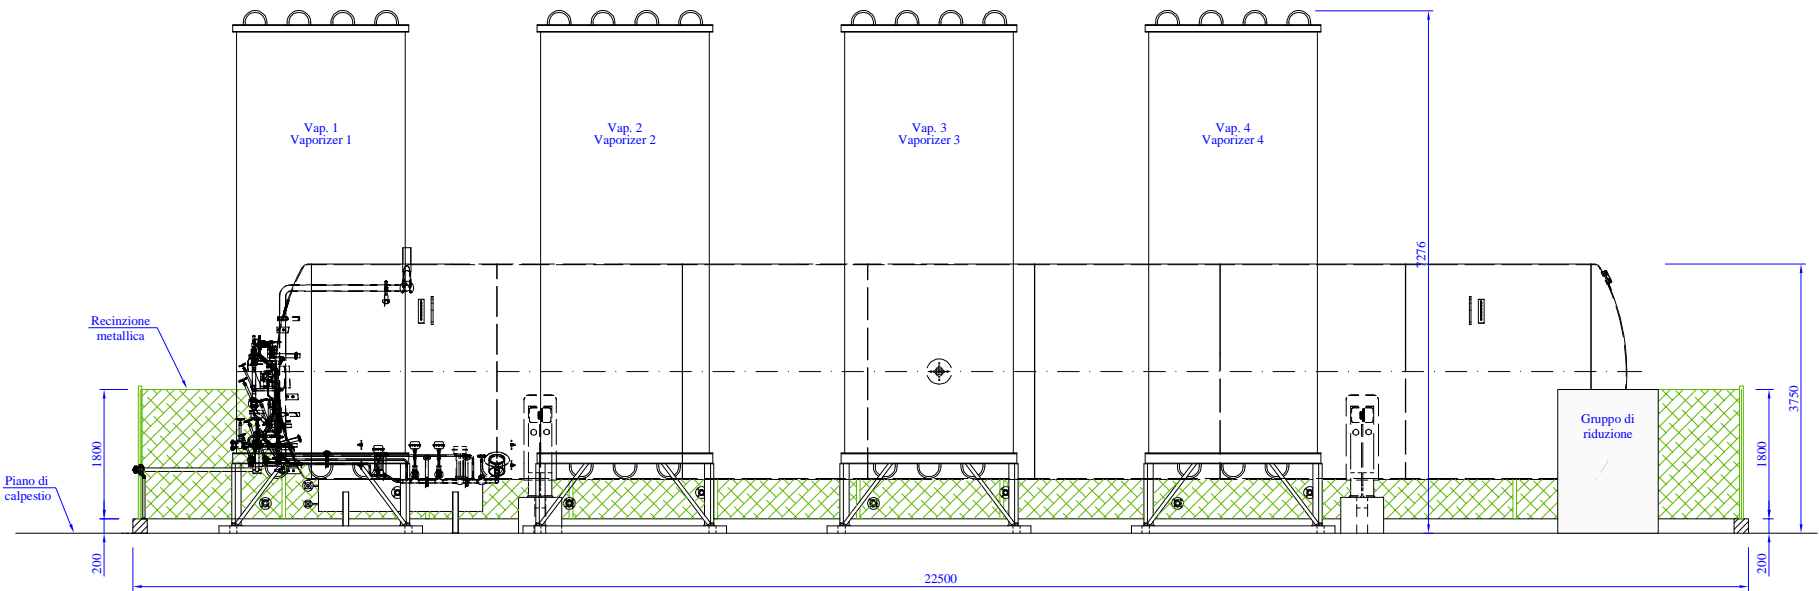 Vap. 1
Vaporizer 1
Vap. 2
Vaporizer 2
Vap. 3
Vaporizer 3
Vap. 4
Vaporizer 4
7276
Recinzione
metallica
3750
Gruppo di
riduzione
1800
1800
Piano di
calpestio
200
200
22500